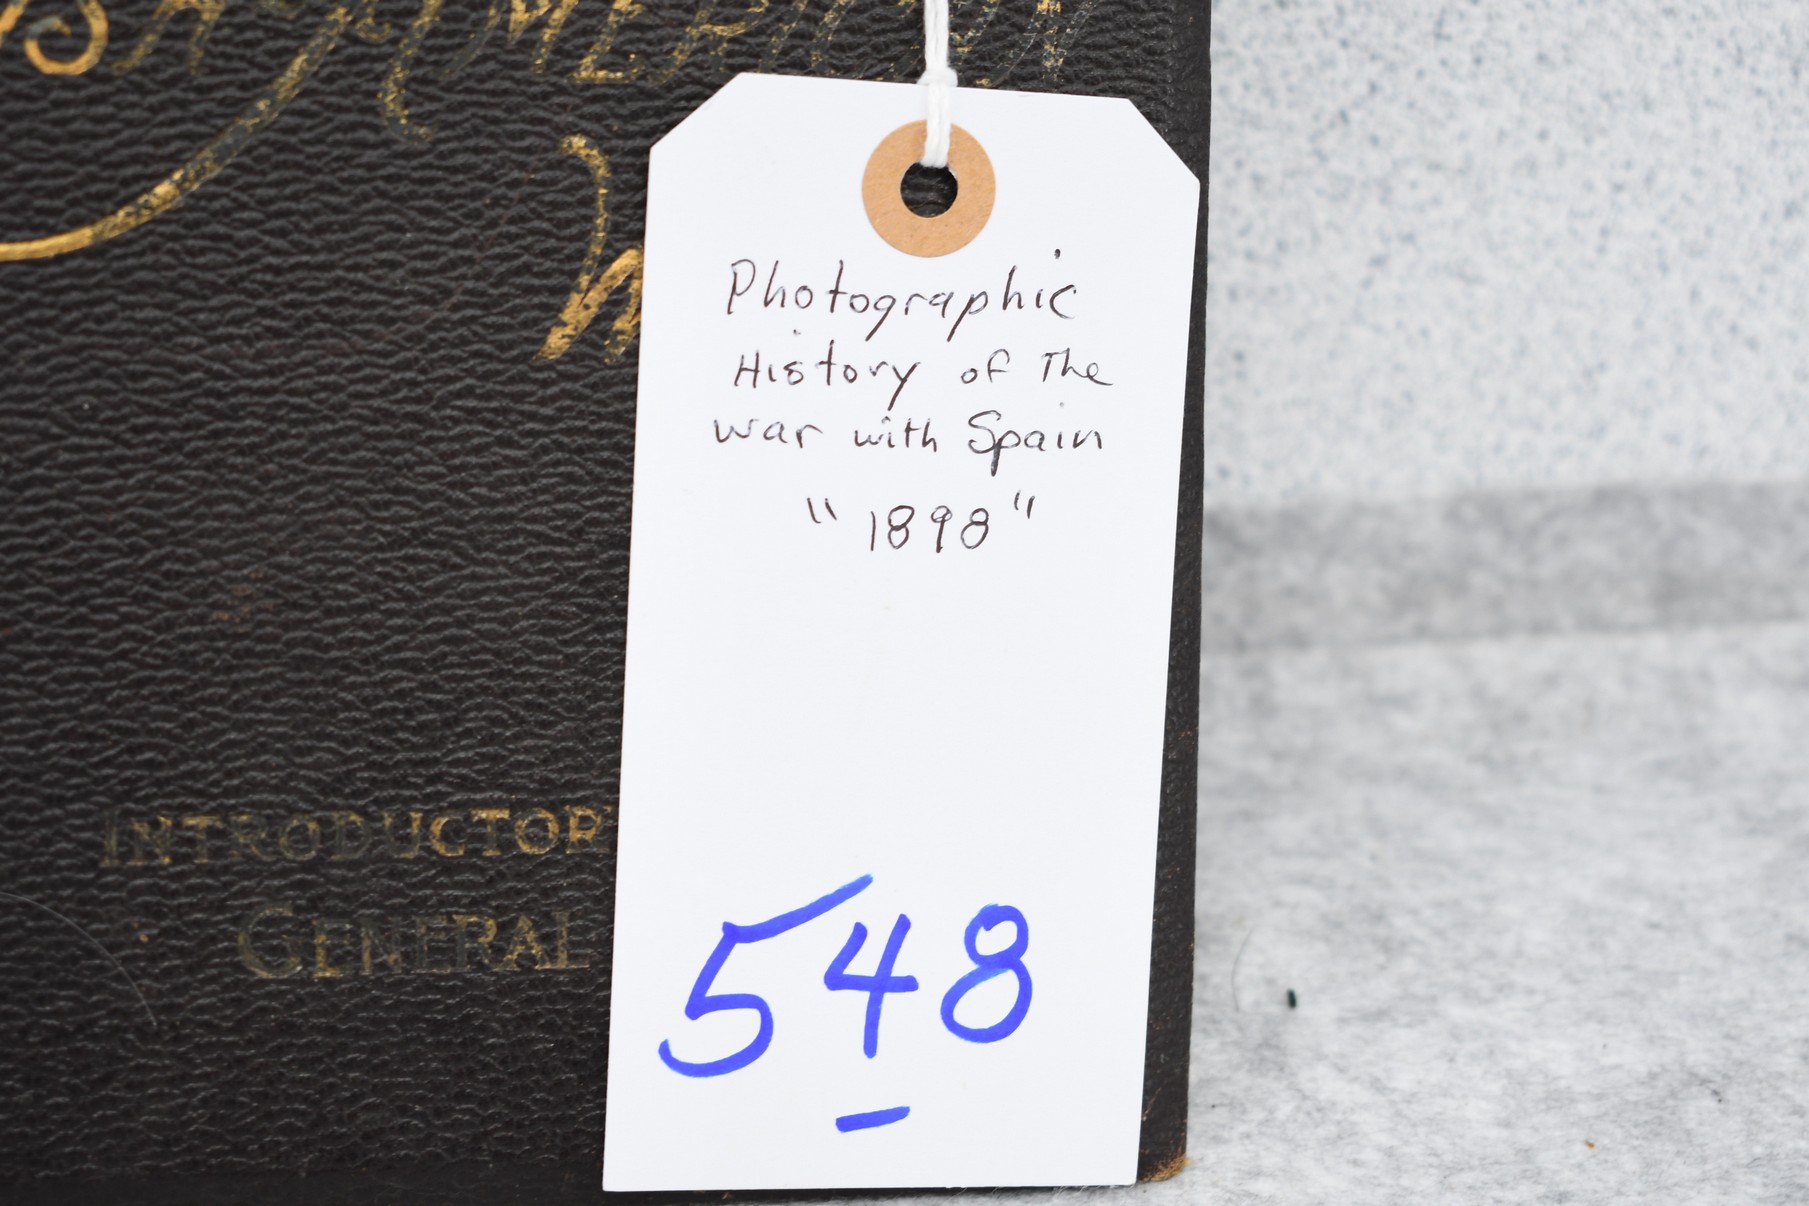 Photographic
History of The
war with Spain
"1898"
INTRODUCTOR
GENERAL
548